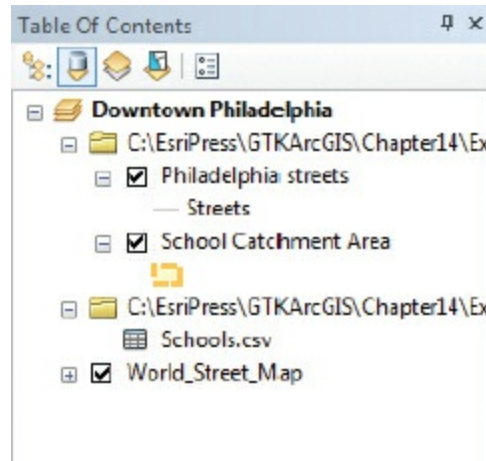 Table Of Contents
Downtown Philadelphia
C:\EsriPress\GTKArcGIS\Chapter14\Ex
Philadelphia streets
Streets
School Catchment Area
C:\EsriPress\GTKArcGIS\Chapter14\Ex
Schools.csv
World_Street_Map